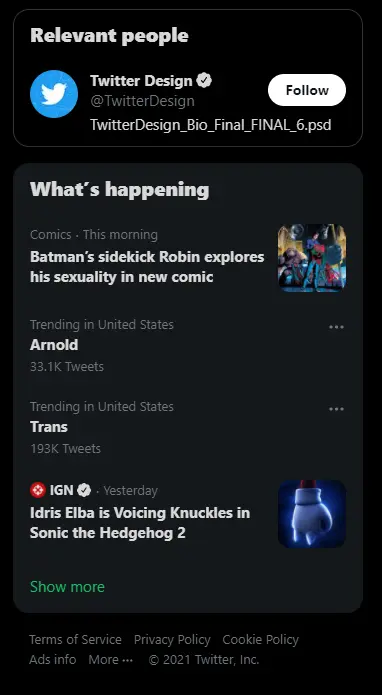 Relevant people
Twitter Design
@TwitterDesign
Follow
TwitterDesign_Bio_Final_FINAL_6.psd
What’s happening
Comics · This morning
Batman’s sidekick Robin explores
his sexuality in new comic
Trending in United States
Arnold
33.1K Tweets
Trending in United States
Trans
193K Tweets
IGN · Yesterday
Idris Elba is Voicing Knuckles in
Sonic the Hedgehog 2
Show more
Terms of Service Privacy Policy Cookie Policy
Ads info More ··· © 2021 Twitter, Inc.